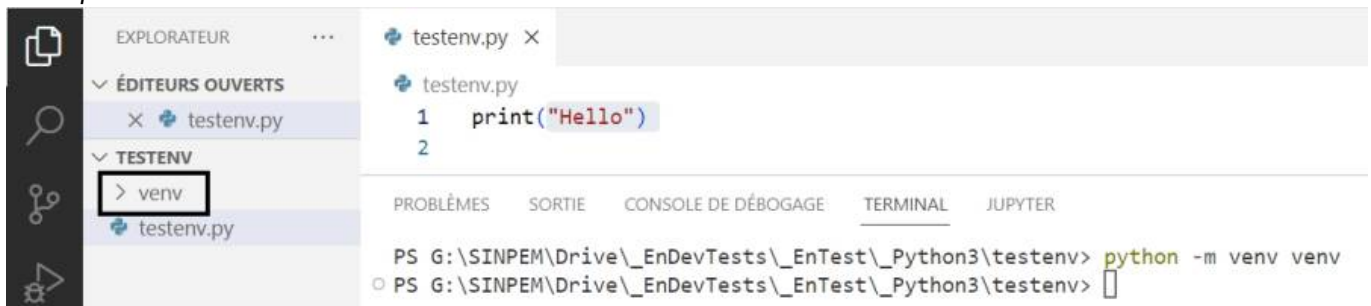 EXPLORATEUR ...
ÉDITEURS OUVERTS
testenv.py
TESTENV
venv
testenv.py
testenv.py
testenv.py
1 print("Hello")
2
PROBLÈMES SORTIE CONSOLE DE DÉBOGAGE TERMINAL JUPYTER
PS G:\SINPEM\Drive\_EnDevTests\_EnTest\_Python3\testenv> python -m venv venv
PS G:\SINPEM\Drive\_EnDevTests\_EnTest\_Python3\testenv>